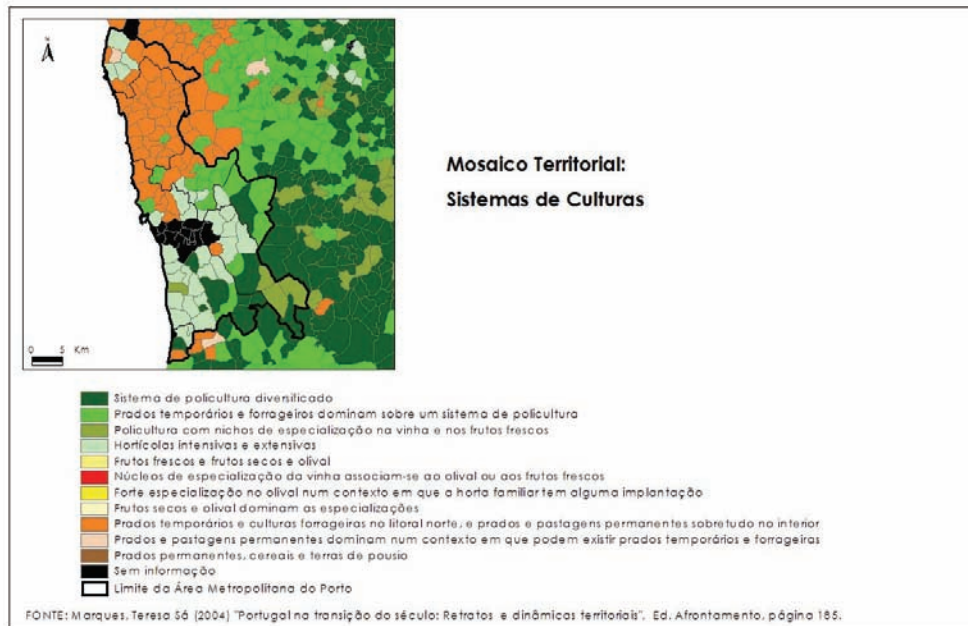 N
Mosaico Territorial:
Sistemas de Culturas
0 5 Km
Sistema de policultura diversificado
Prados temporários e forrageiros dominam sobre um sistema de policultura
Policultura com nichos de especialização na vinha e nos frutos frescos
Hortícolas intensivas e extensivas
Frutos frescos e frutos secos e olival
Núcleos de especialização da vinha associam-se ao olival ou aos frutos frescos
Forte especialização no olival num contexto em que a horta familiar tem alguma implantação
Frutos secos e olival dominam as especializações
Prados temporários e culturas forrageiras no litoral norte, e prados e pastagens permanentes sobretudo no interior
Prados e pastagens permanentes dominam num contexto em que podem existir prados temporários e forrageiras
Prados permanentes, cereais e terras de pousio
Sem informação
Limite da Área Metropolitana do Porto
FONTE: Marques, Teresa Sá (2004) "Portugal na transição do século: Retratos e dinâmicas territoriais". Ed. Afrontamento, página 185.